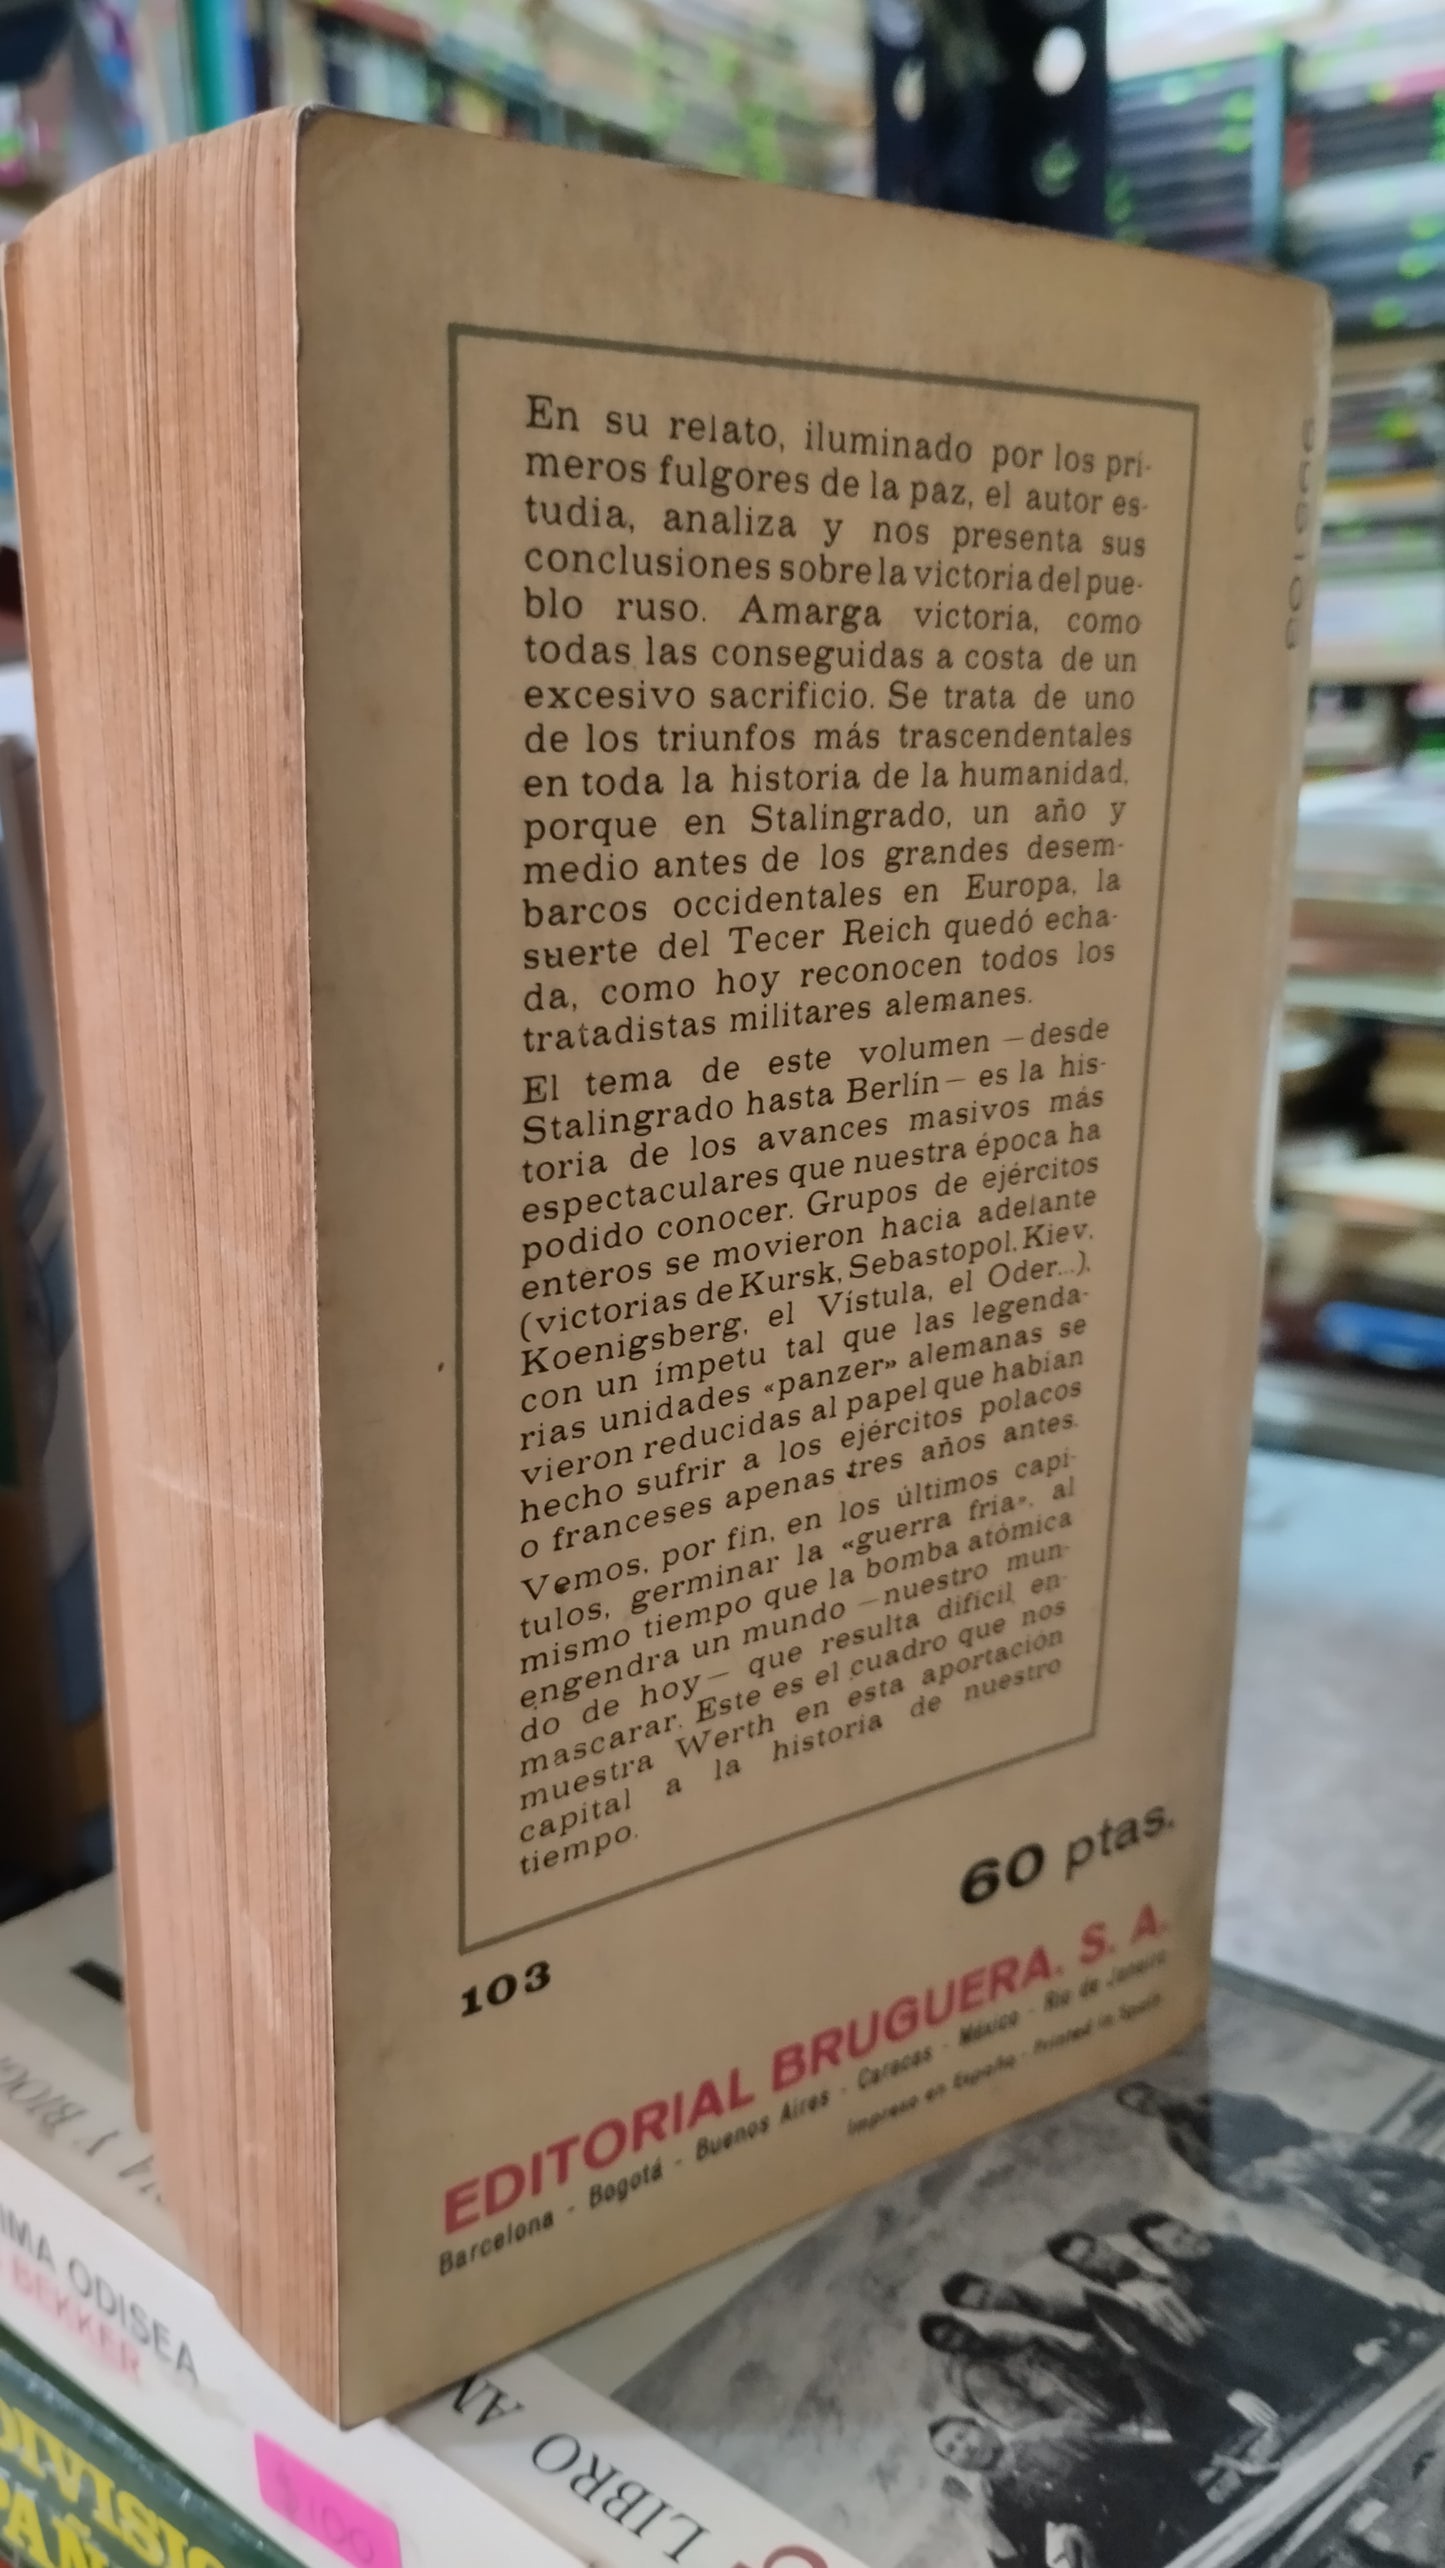 En su relato, iluminado por los pri-
meros fulgores de la paz, el autor es-
tudia, analiza y nos presenta sus
conclusiones sobre la victoria del pue-
blo ruso. Amarga victoria, como
todas las conseguidas a costa de un
excesivo sacrificio. Se trata de uno
de los triunfos más trascendentales
en toda la historia de la humanidad,
porque en Stalingrado, un año y
medio antes de los grandes desem-
barcos occidentales en Europa, la
suerte del Tecer Reich quedó echa-
da, como hoy reconocen todos los
tratadistas militares alemanes.
El tema de este volumen —desde
Stalingrado hasta Berlín— es la his-
toria de los avances masivos más
espectaculares que nuestra época ha
podido conocer. Grupos de ejércitos
enteros se movieron hacia adelante
(victorias de Kursk, Sebastopol, Kiev,
Koenigsberg, el Vístula, el Oder...),
con un ímpetu tal que las legenda-
rias unidades «panzer» alemanas se
vieron reducidas al papel que habían
hecho sufrir a los ejércitos polacos
o franceses apenas tres años antes.
Vemos, por fin, en los últimos capí-
tulos, germinar la «guerra fría», al
mismo tiempo que la bomba atómica
engendra un mundo —nuestro mun-
do de hoy— que resulta difícil en-
mascarar. Este es el cuadro que nos
muestra Werth en esta aportación
capital a la historia de nuestro
tiempo.
60 ptas.
103
EDITORIAL BRUGUERA, S. A.
Barcelona - Bogotá - Buenos Aires - Caracas - México - Rio de Janeiro
Impreso en España - Printed in Spain
IMA ODISEA
BEKKER
DIVISIO
LIBRO AM
$100